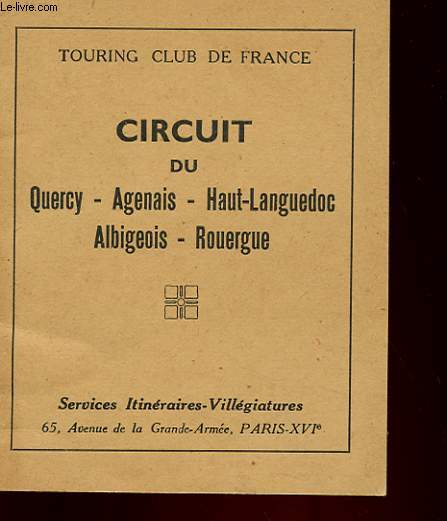 Le-Livre.com
TOURING CLUB DE FRANCE
CIRCUIT
DU
Quercy - Agenais - Haut-Languedoc
Albigeois - Rouergue
Services Itinéraires-Villégiatures
65, Avenue de la Grande-Armée, PARIS-XVIe